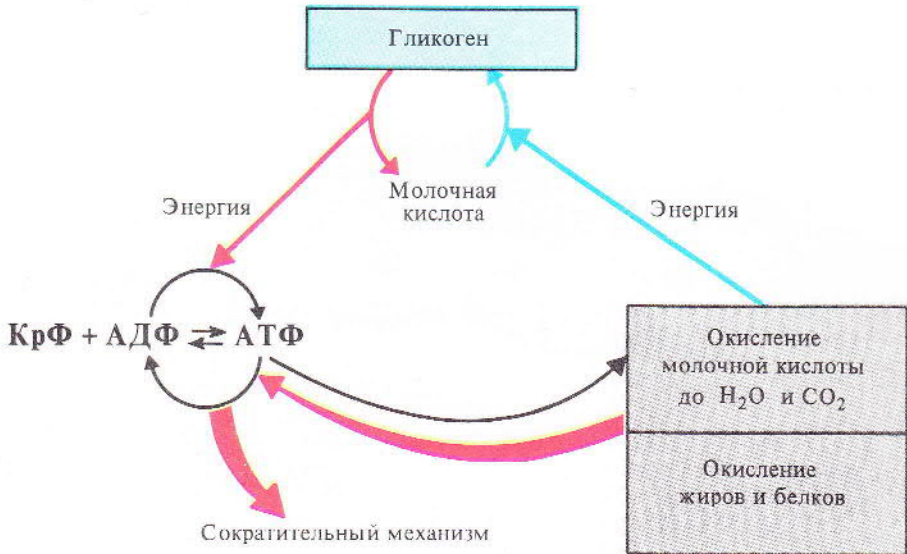 Гликоген
Энергия
Молочная
кислота
Энергия
КрФ + АДФ ⇄ АТФ
Окисление
молочной кислоты
до H₂O и CO₂
Окисление
жиров и белков
Сократительный механизм